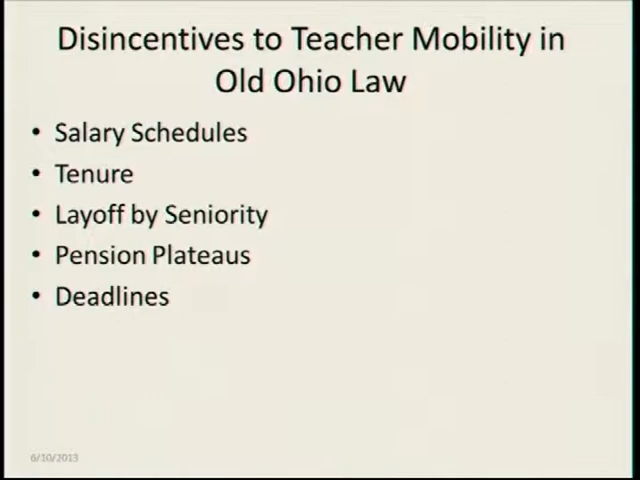 Disincentives to Teacher Mobility in
Old Ohio Law
• Salary Schedules
• Tenure
• Layoff by Seniority
• Pension Plateaus
• Deadlines
6/10/2013